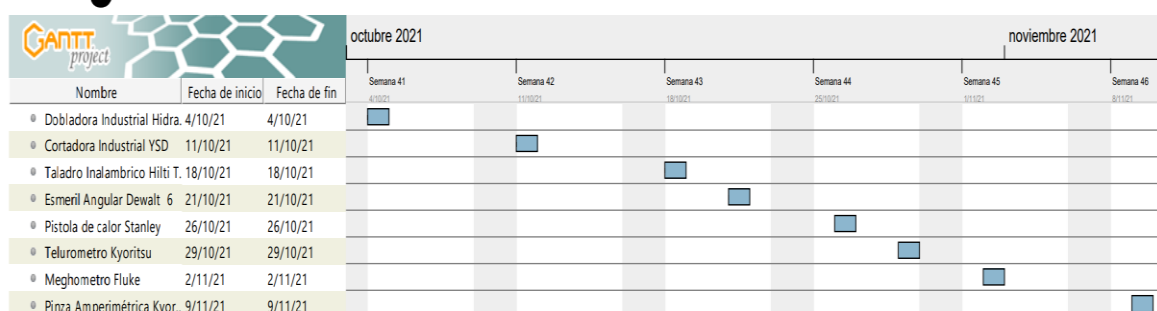 GANTT
project
octubre 2021
noviembre 2021
Semana 41
Semana 42
Semana 43
Semana 44
Semana 45
Semana 46
Nombre
Fecha de inicio
Fecha de fin
4/10/21
11/10/21
18/10/21
25/10/21
1/11/21
8/11/21
Dobladora Industrial Hidra. 4/10/21 4/10/21
Cortadora Industrial YSD 11/10/21 11/10/21
Taladro Inalambrico Hilti T. 18/10/21 18/10/21
Esmeril Angular Dewalt 6 21/10/21 21/10/21
Pistola de calor Stanley 26/10/21 26/10/21
Telurometro Kyoritsu 29/10/21 29/10/21
Meghometro Fluke 2/11/21 2/11/21
Pinza Amperimétrica Kyor.. 9/11/21 9/11/21